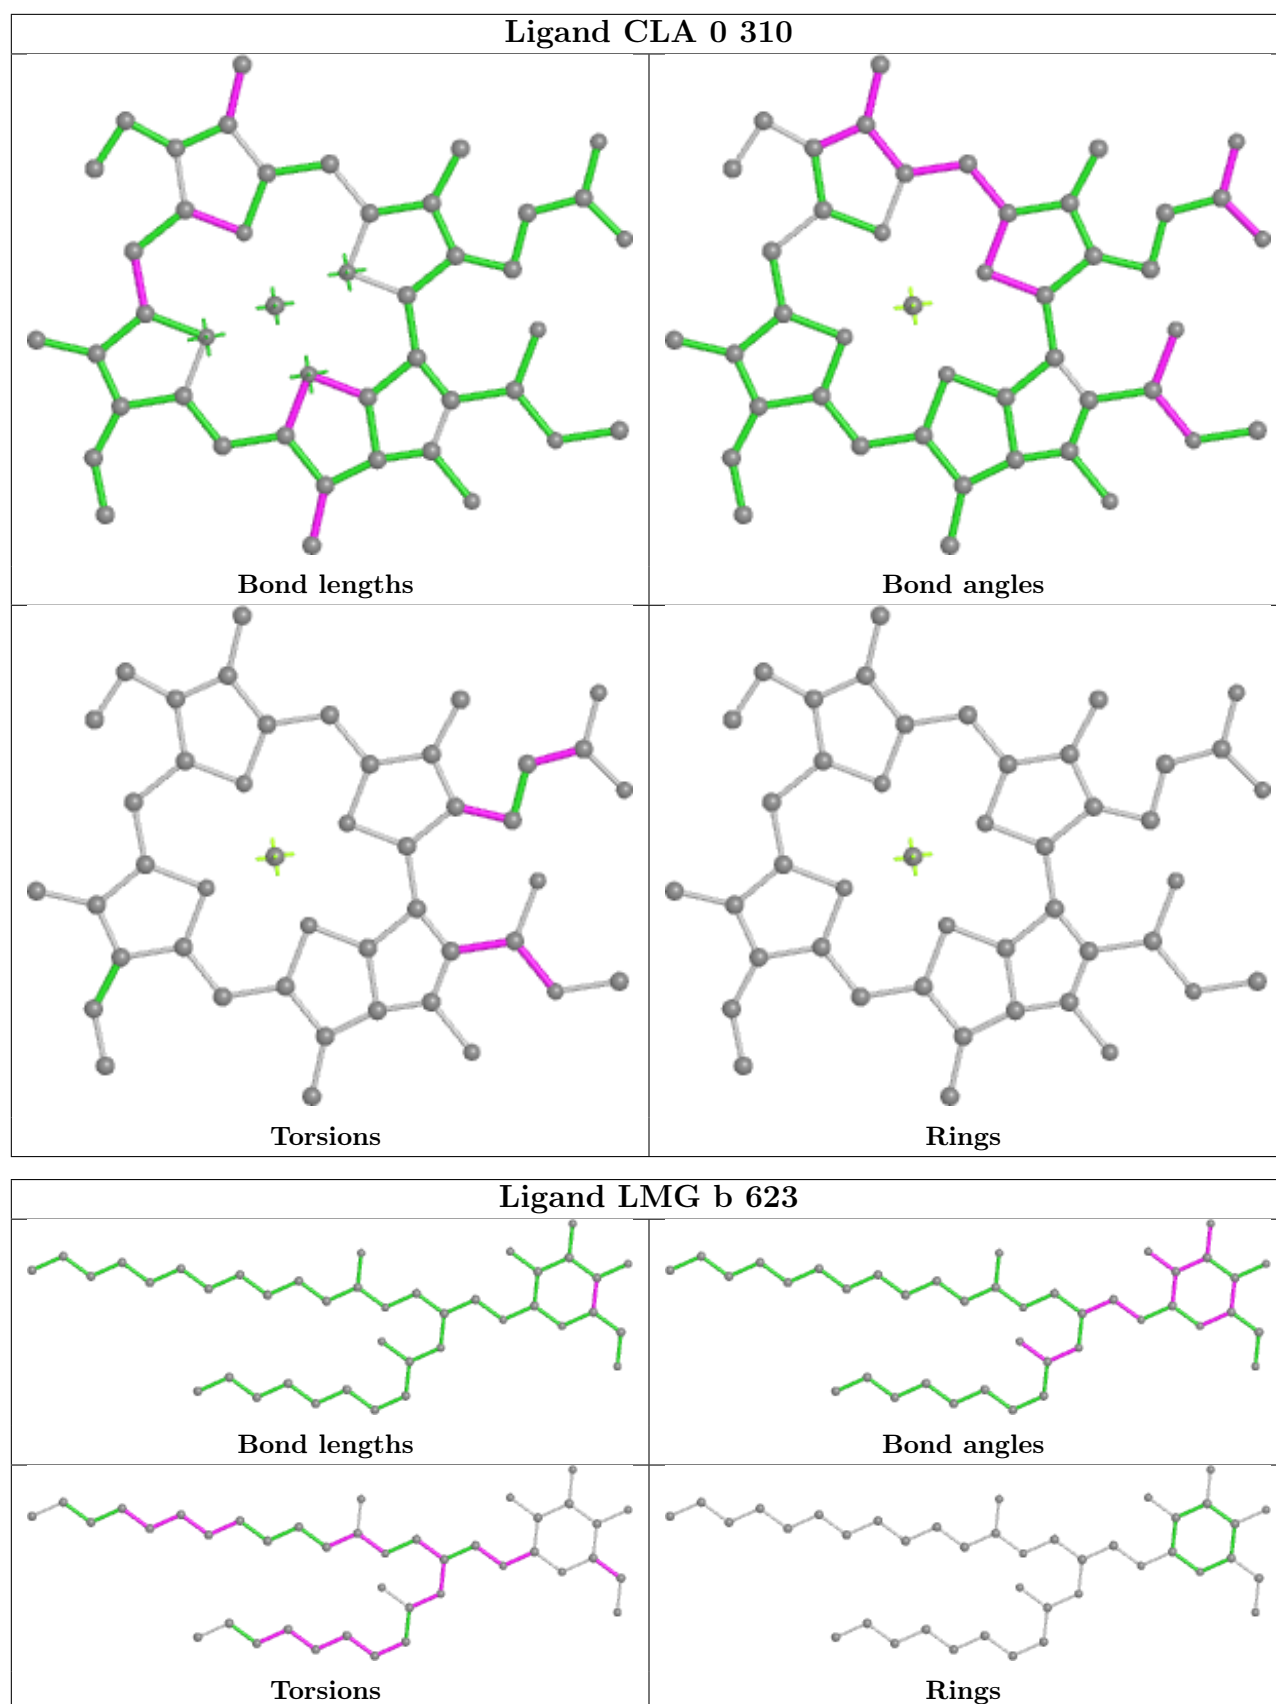 Ligand CLA 0 310
Bond lengths
Bond angles
Torsions
Rings
Ligand LMG b 623
Bond lengths
Bond angles
Torsions
Rings